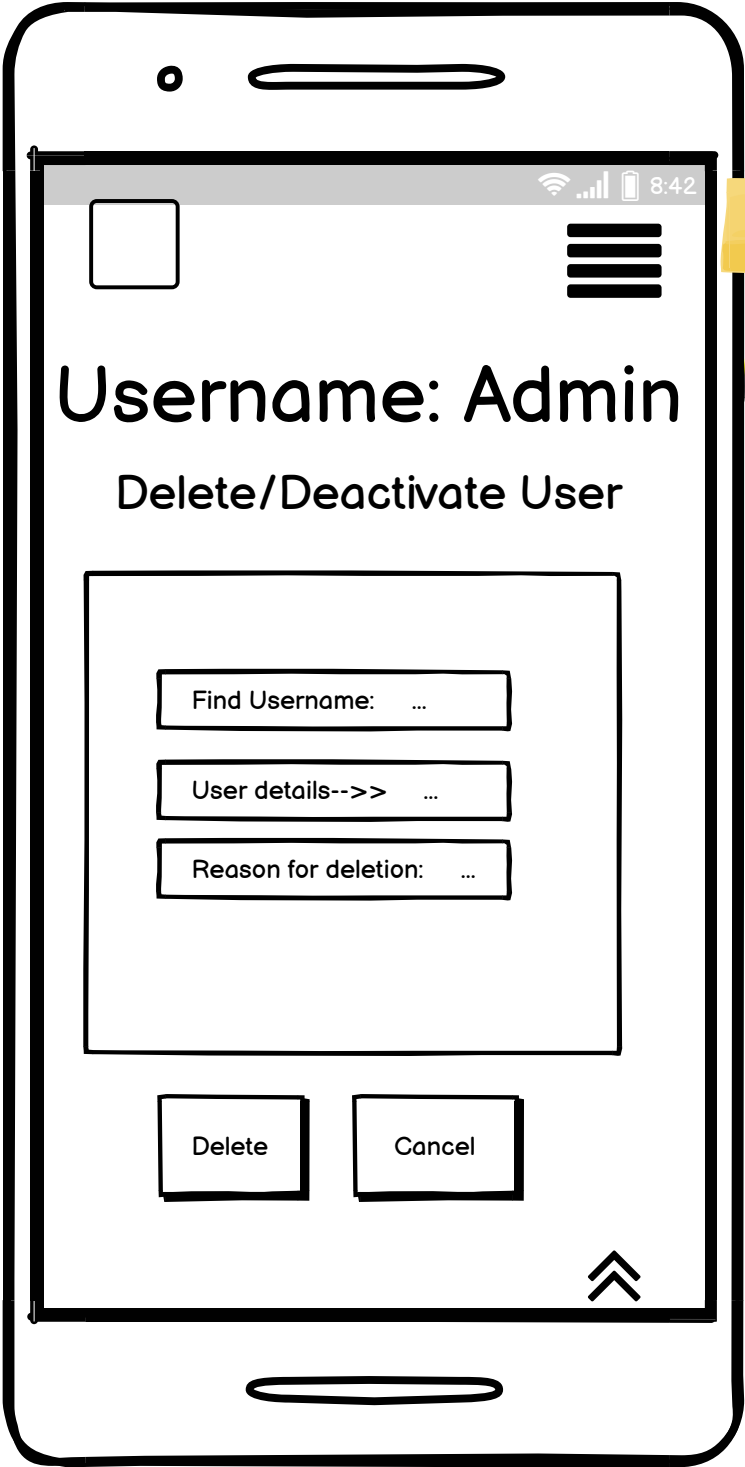 8:42
Username: Admin
Delete/Deactivate User
Find Username: ...
User details-->> ...
Reason for deletion: ...
Delete
Cancel